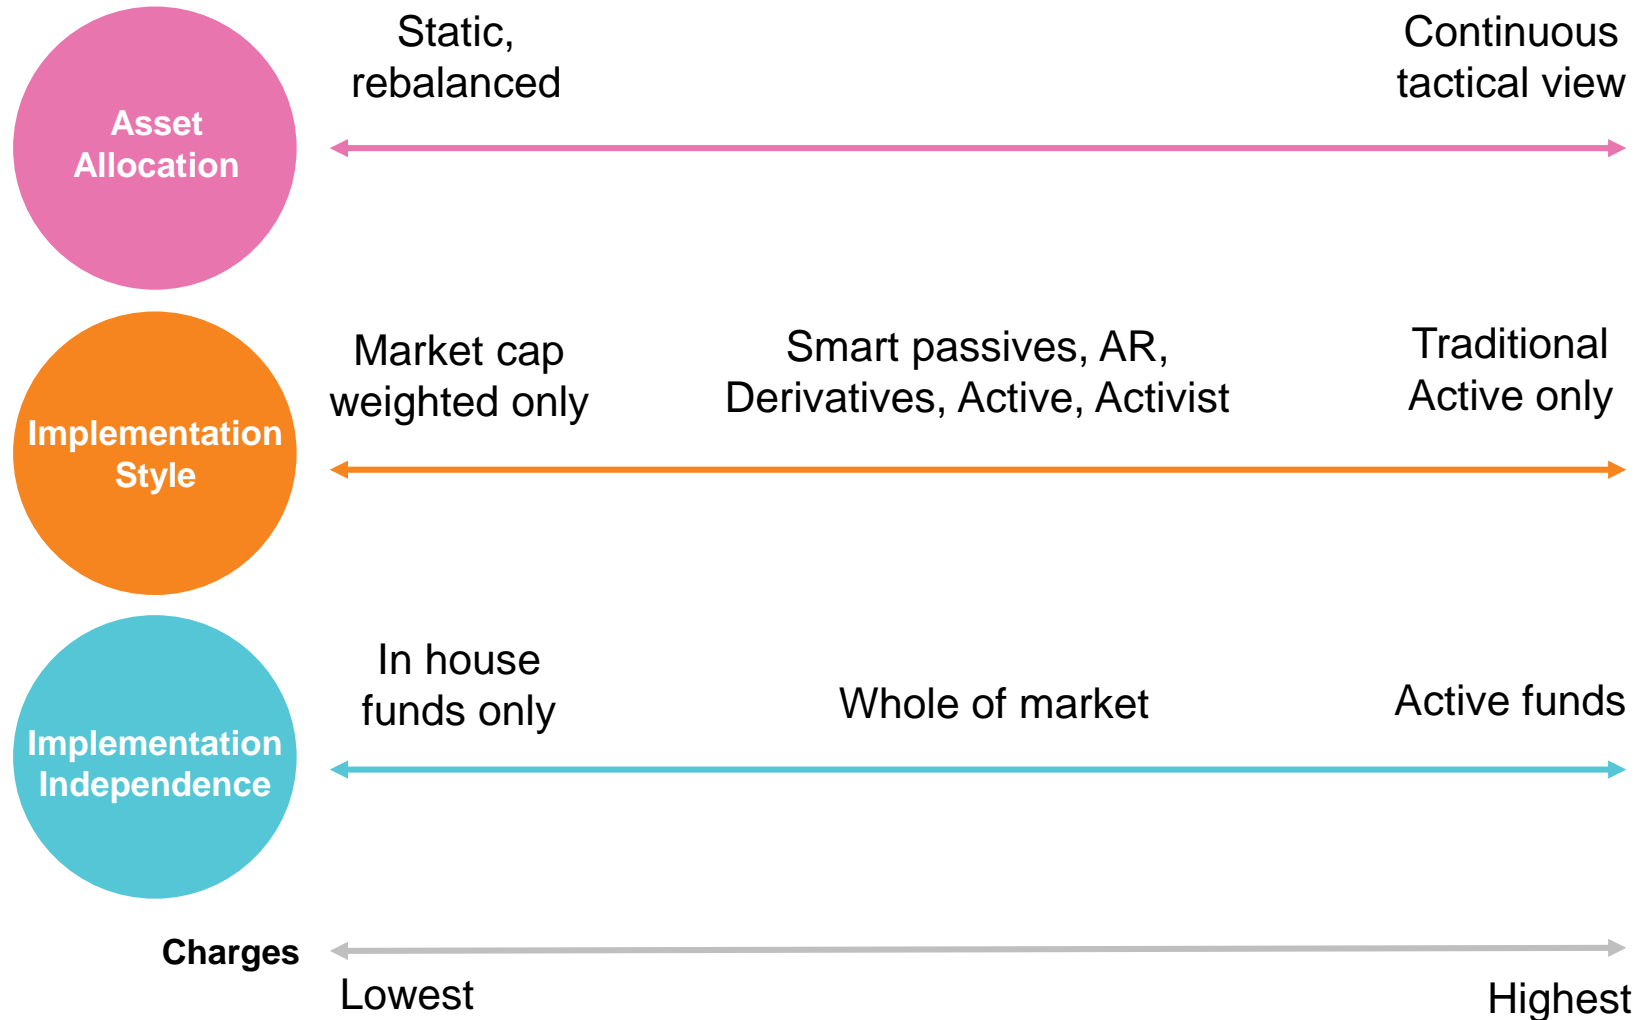 Asset
Allocation
Static,
rebalanced
Continuous
tactical view
Implementation
Style
Market cap
weighted only
Smart passives, AR,
Derivatives, Active, Activist
Traditional
Active only
Implementation
Independence
In house
funds only
Whole of market
Active funds
Charges
Lowest
Highest